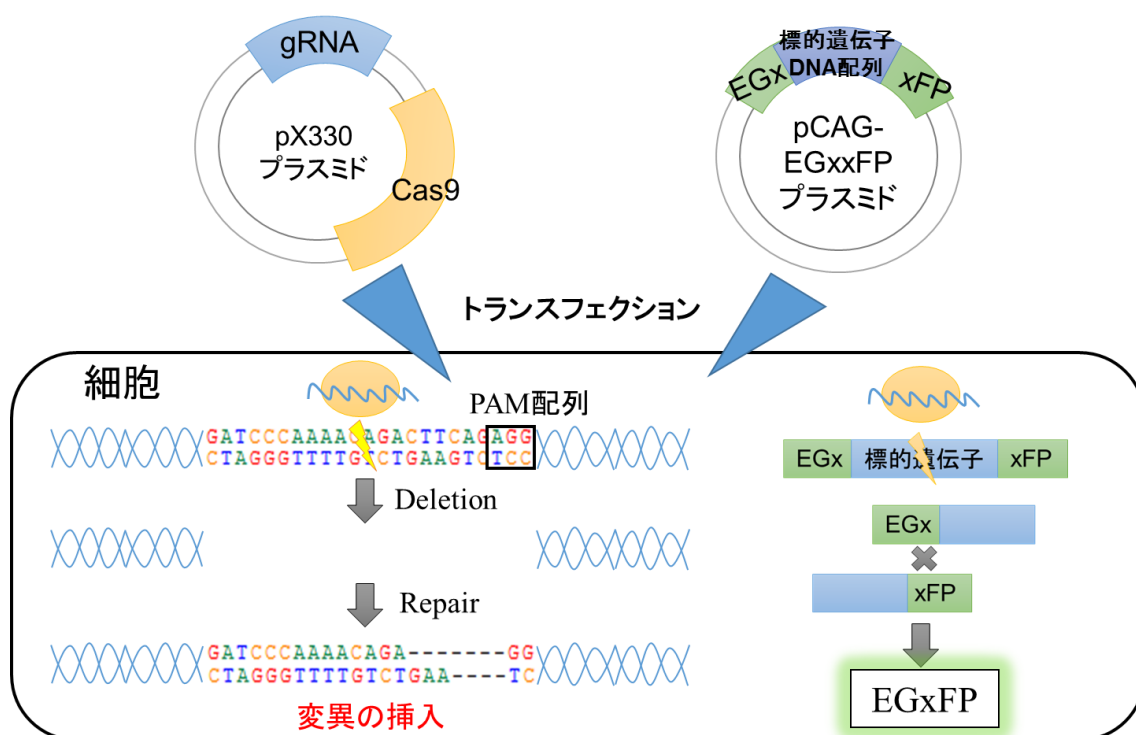 gRNA
pX330
プラスミド
Cas9
標的遺伝子
DNA配列
EGx
xFP
pCAG-
EGxxFP
プラスミド
トランスフェクション
細胞
PAM配列
GATCCCAAAACAGACTTCAGAGG
CTAGGGTTTTGTCTGAAGTCTCC
Deletion
Repair
GATCCCAAAACAGA-------GG
CTAGGGTTTTGTCTGAA----TC
変異の挿入
EGx 標的遺伝子 xFP
EGx
xFP
EGxFP